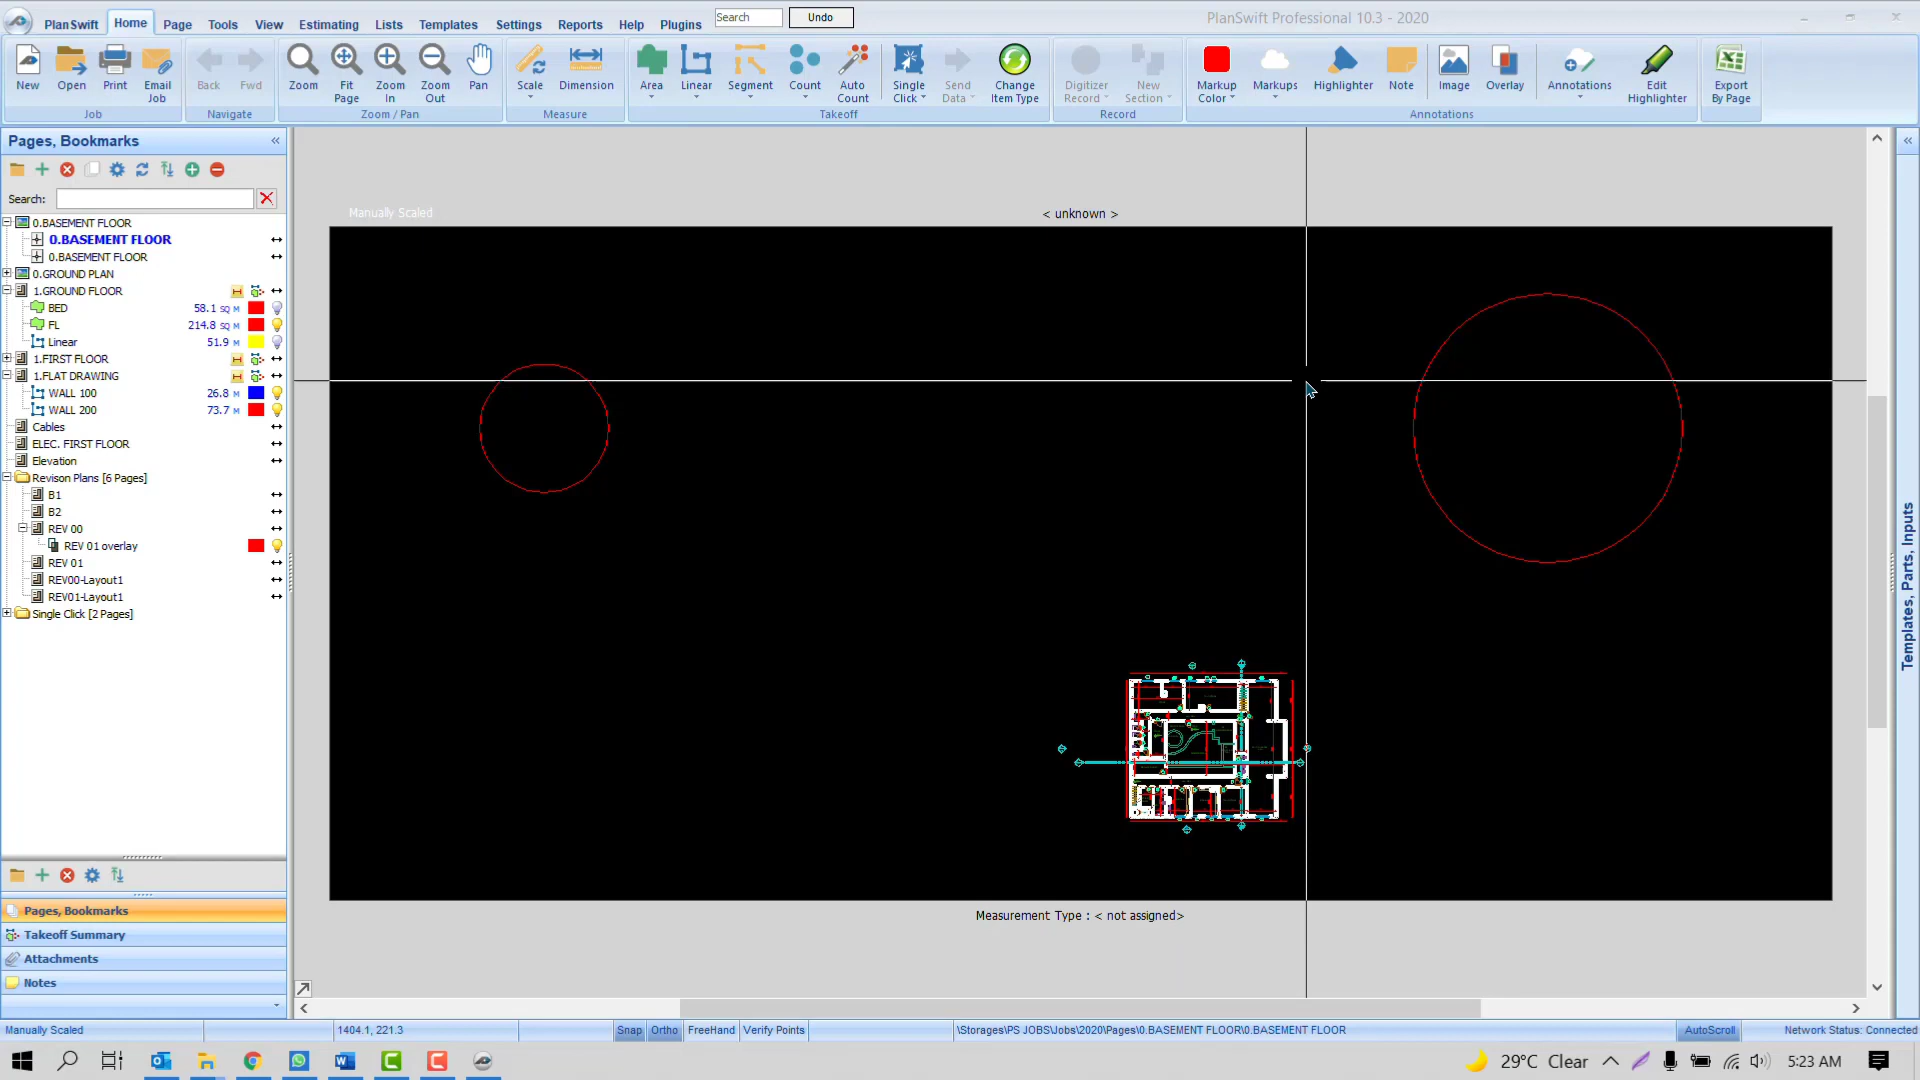 PlanSwift Home Page Tools View Estimating Lists Templates Settings Reports Help Plugins Search Undo PlanSwift Professional 10.3 - 2020
New Open Print Email Job Back Fwd Zoom Fit Page Zoom In Zoom Out Pan Scale Dimension Area Linear Segment Count Auto Count Single Click Send Data Change Item Type Digitizer Record New Section Markup Color Markups Highlighter Note Image Overlay Annotations Edit Highlighter Export By Page
Job Navigate Zoom / Pan Measure Takeoff Record Annotations
Pages, Bookmarks
Search:
0.BASEMENT FLOOR
0.BASEMENT FLOOR
0.BASEMENT FLOOR
0.GROUND PLAN
1.GROUND FLOOR
BED 58.1 SQ M
FL 214.8 SQ M
Linear 51.9 M
1.FIRST FLOOR
1.FLAT DRAWING
WALL 100 26.8 M
WALL 200 73.7 M
Cables
ELEC. FIRST FLOOR
Elevation
Revison Plans [6 Pages]
B1
B2
REV 00
REV 01 overlay
REV 01
REV00-Layout1
REV01-Layout1
Single Click [2 Pages]
Manually Scaled
< unknown >
Measurement Type : < not assigned>
Templates, Parts, Inputs
Pages, Bookmarks
Takeoff Summary
Attachments
Notes
Manually Scaled 1404.1, 221.3 Snap Ortho FreeHand Verify Points \Storages\PS JOBS\Jobs\2020\Pages\0.BASEMENT FLOOR\0.BASEMENT FLOOR AutoScroll Network Status: Connected
29°C Clear 5:23 AM